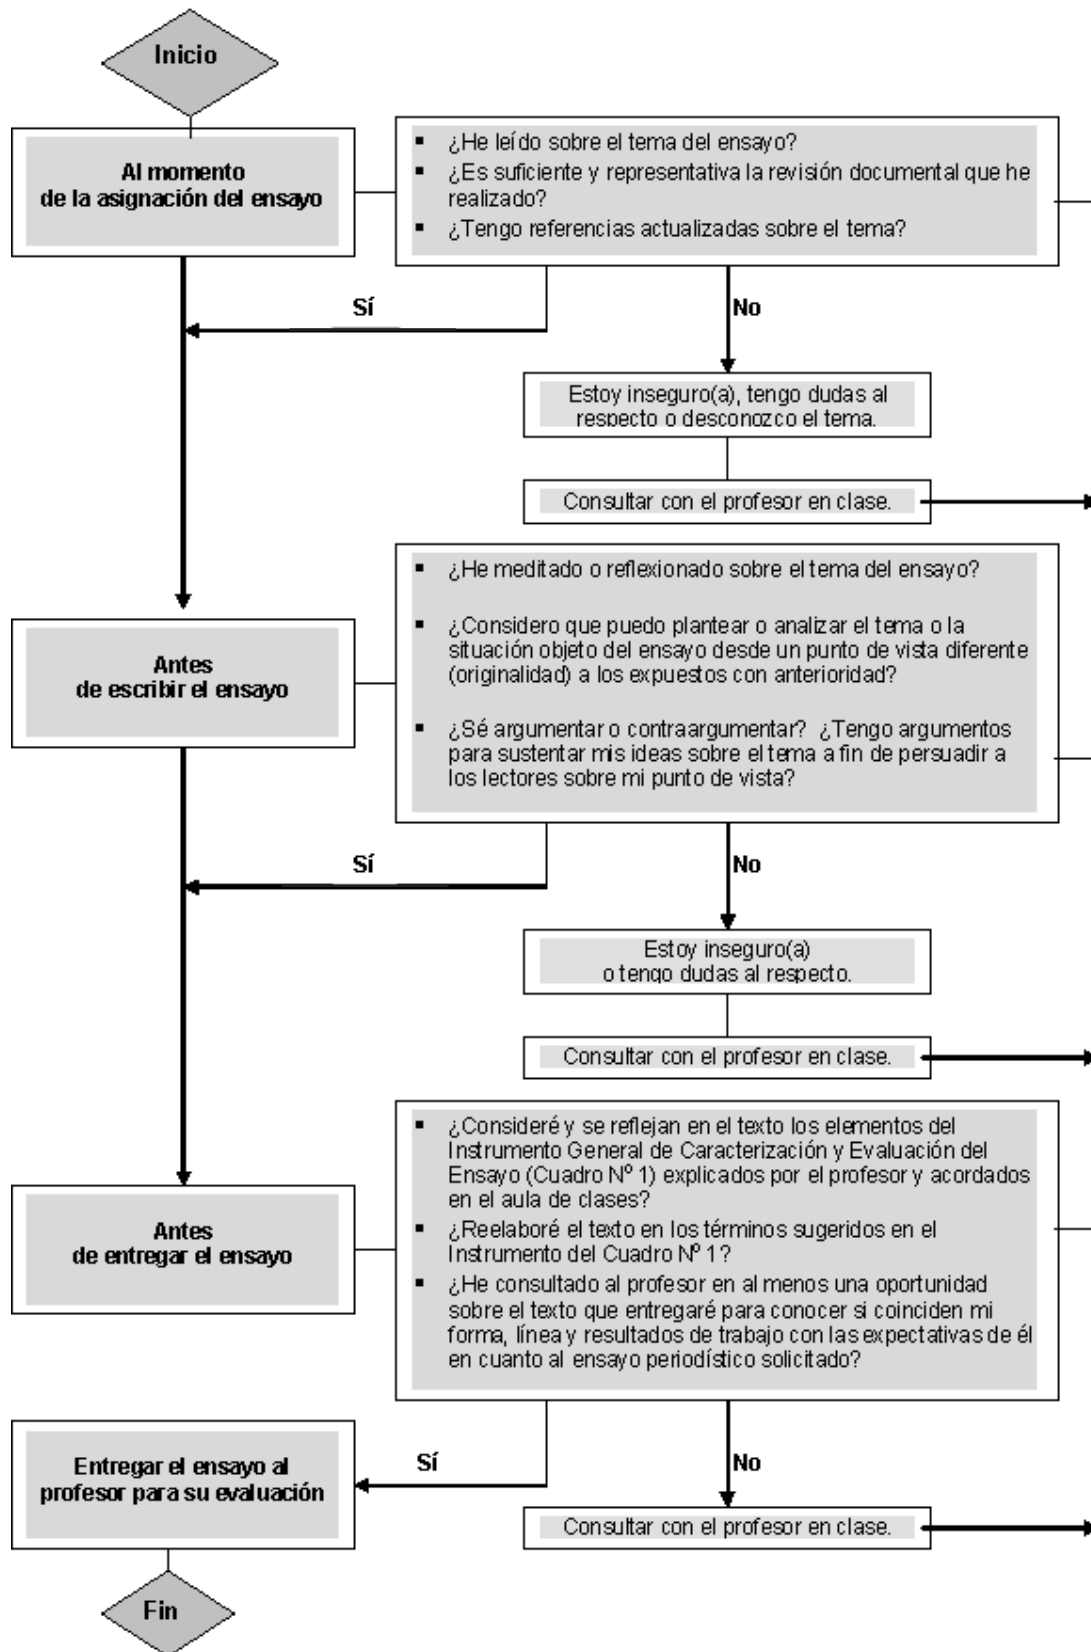 Inicio
Al momento
de la asignación del ensayo
▪ ¿He leído sobre el tema del ensayo?
▪ ¿Es suficiente y representativa la revisión documental que he
realizado?
▪ ¿Tengo referencias actualizadas sobre el tema?
Sí
No
Estoy inseguro(a), tengo dudas al
respecto o desconozco el tema.
Consultar con el profesor en clase.
Antes
de escribir el ensayo
▪ ¿He meditado o reflexionado sobre el tema del ensayo?
▪ ¿Considero que puedo plantear o analizar el tema o la
situación objeto del ensayo desde un punto de vista diferente
(originalidad) a los expuestos con anterioridad?
▪ ¿Sé argumentar o contraargumentar? ¿Tengo argumentos
para sustentar mis ideas sobre el tema a fin de persuadir a
los lectores sobre mi punto de vista?
Sí
No
Estoy inseguro(a)
o tengo dudas al respecto.
Consultar con el profesor en clase.
Antes
de entregar el ensayo
▪ ¿Consideré y se reflejan en el texto los elementos del
Instrumento General de Caracterización y Evaluación del
Ensayo (Cuadro Nº 1) explicados por el profesor y acordados
en el aula de clases?
▪ ¿Reelaboré el texto en los términos sugeridos en el
Instrumento del Cuadro Nº 1?
▪ ¿He consultado al profesor en al menos una oportunidad
sobre el texto que entregaré para conocer si coinciden mi
forma, línea y resultados de trabajo con las expectativas de él
en cuanto al ensayo periodístico solicitado?
Sí
No
Entregar el ensayo al
profesor para su evaluación
Consultar con el profesor en clase.
Fin